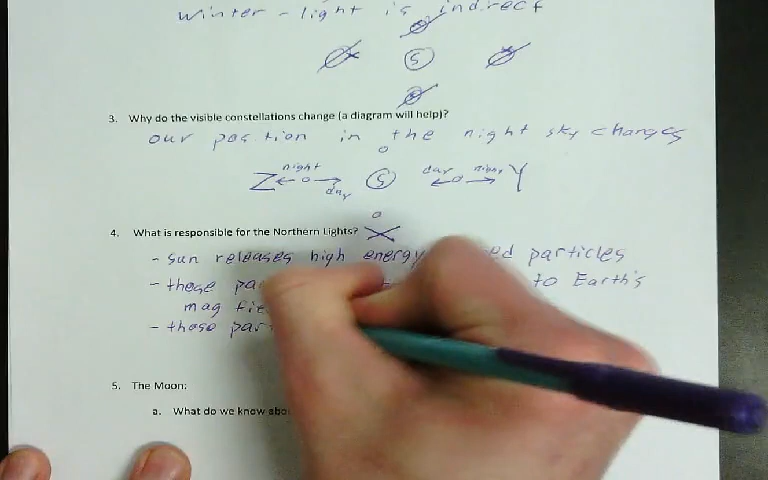 winter - light is indirect
S
3. Why do the visible constellations change (a diagram will help)?
our position in the night sky changes
Z night day S day night Y
4. What is responsible for the Northern Lights?
- sun releases high energy particles
- these to Earth's
mag
- those
5. The Moon:
a. What do we know